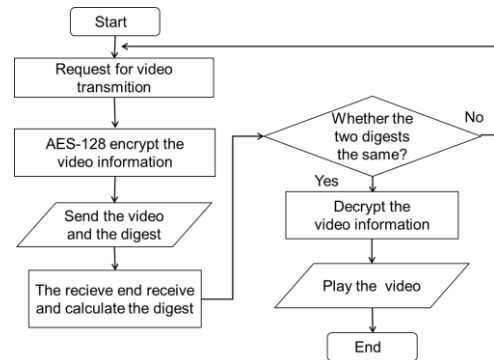 Start
Request for video
transmition
AES-128 encrypt the
video information
Send the video
and the digest
The recieve end receive
and calculate the digest
Whether the
two digests
the same?
No
Yes
Decrypt the
video information
Play the video
End